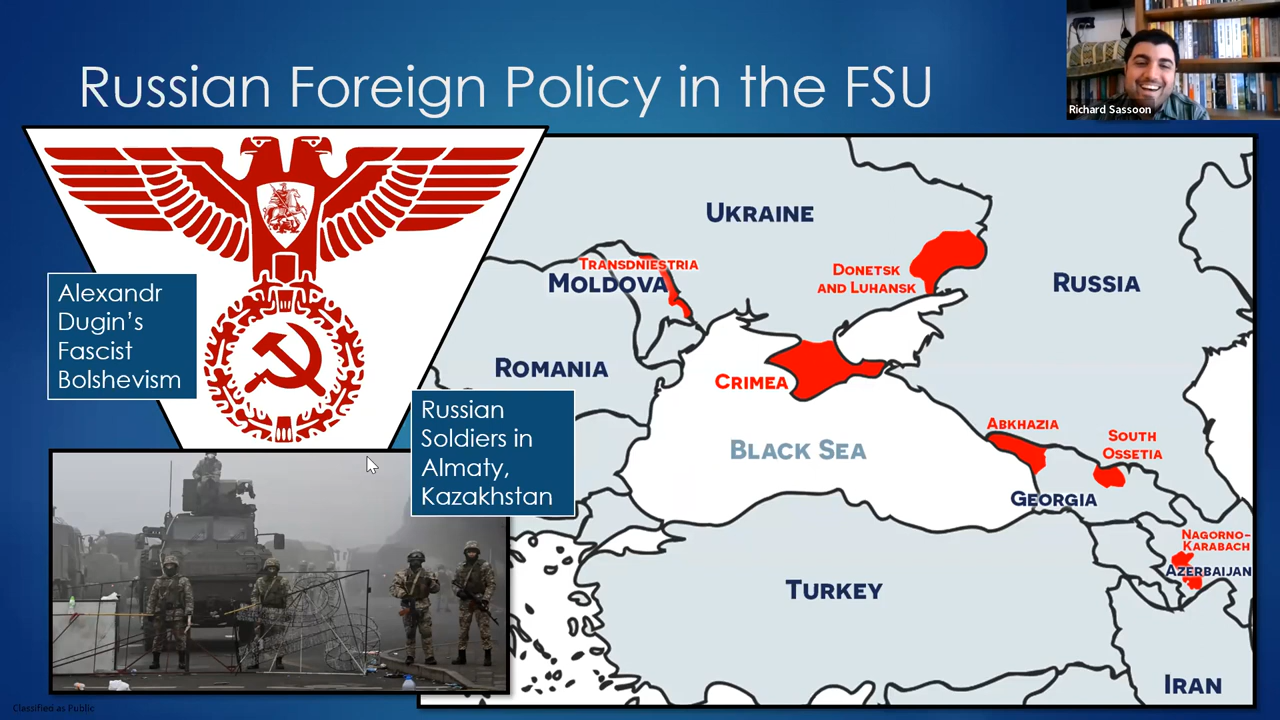 Russian Foreign Policy in the FSU
Richard Sassoon
Alexandr
Dugin's
Fascist
Bolshevism
Russian
Soldiers in
Almaty,
Kazakhstan
UKRAINE
TRANSDNIESTRIA
MOLDOVA
DONETSK
AND LUHANSK
RUSSIA
ROMANIA
CRIMEA
BLACK SEA
ABKHAZIA
SOUTH
OSSETIA
GEORGIA
NAGORNO-
KARABACH
AZERBAIJAN
TURKEY
IRAN
Classified as Public